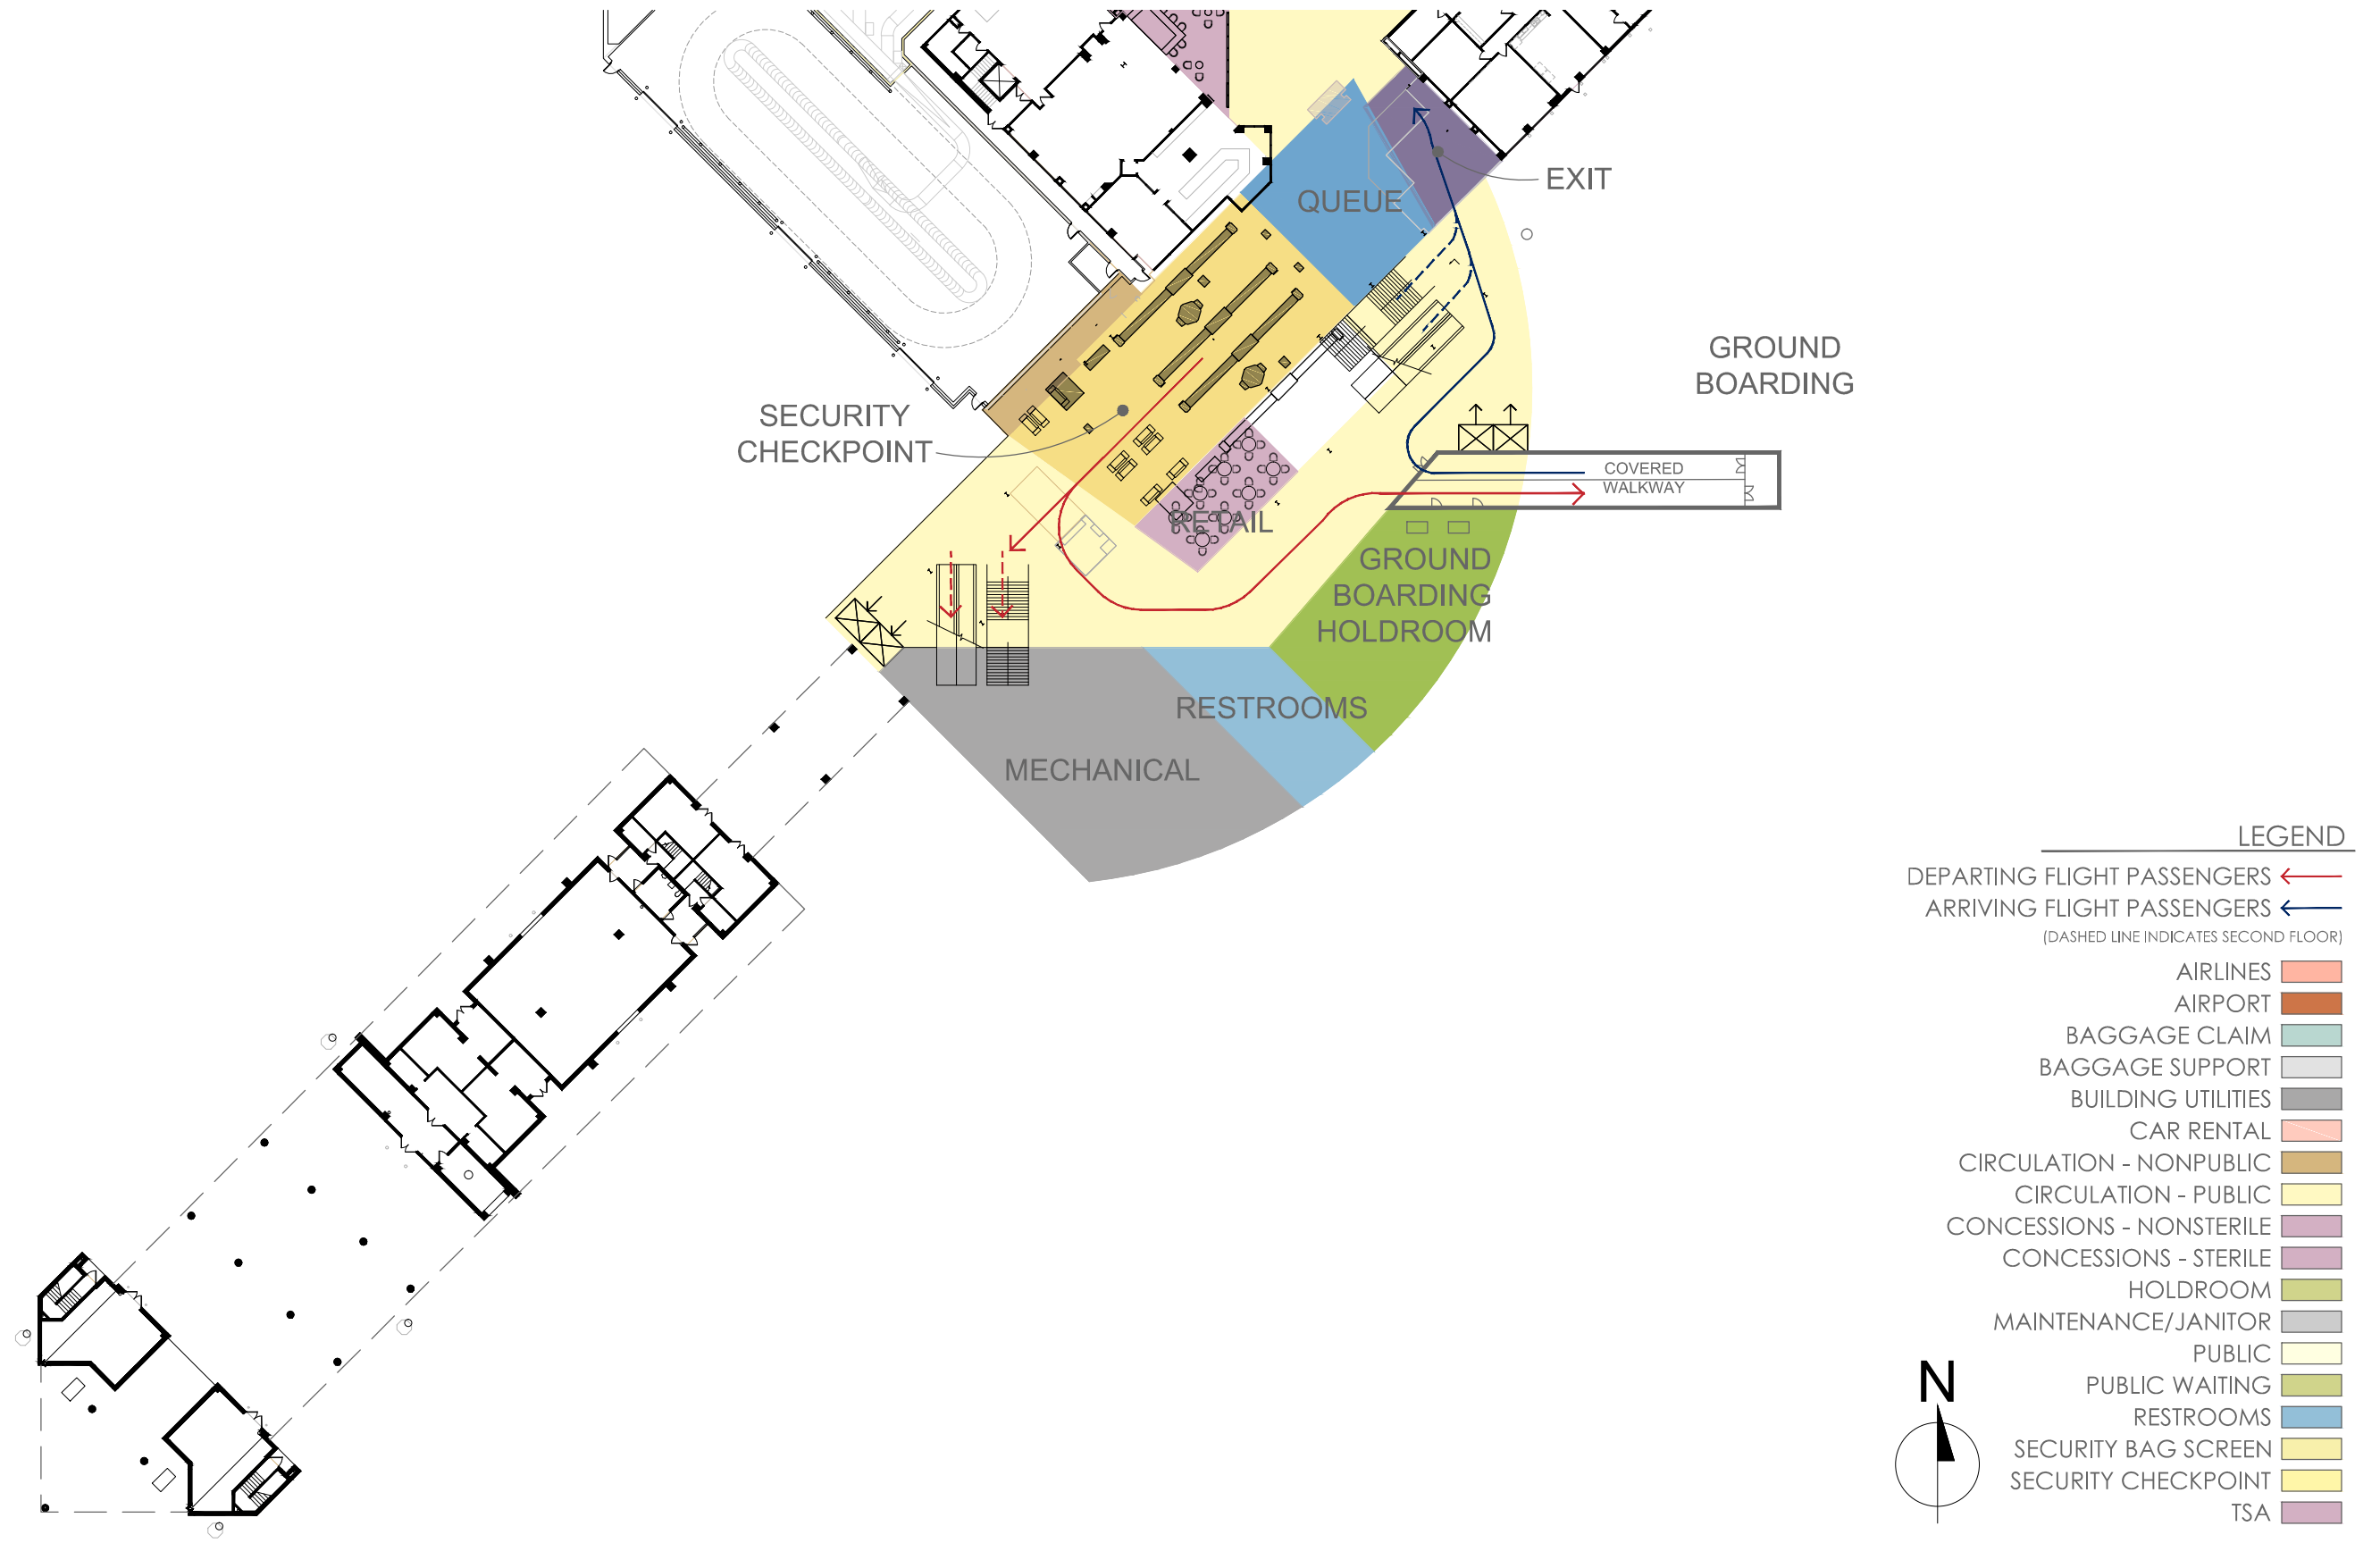 QUEUE
EXIT
GROUND
BOARDING
SECURITY
CHECKPOINT
COVERED
WALKWAY
RETAIL
GROUND
BOARDING
HOLDROOM
RESTROOMS
MECHANICAL
LEGEND
DEPARTING FLIGHT PASSENGERS
ARRIVING FLIGHT PASSENGERS
(DASHED LINE INDICATES SECOND FLOOR)
AIRLINES
AIRPORT
BAGGAGE CLAIM
BAGGAGE SUPPORT
BUILDING UTILITIES
CAR RENTAL
CIRCULATION - NONPUBLIC
CIRCULATION - PUBLIC
CONCESSIONS - NONSTERILE
CONCESSIONS - STERILE
HOLDROOM
MAINTENANCE/JANITOR
PUBLIC
PUBLIC WAITING
RESTROOMS
SECURITY BAG SCREEN
SECURITY CHECKPOINT
TSA
N